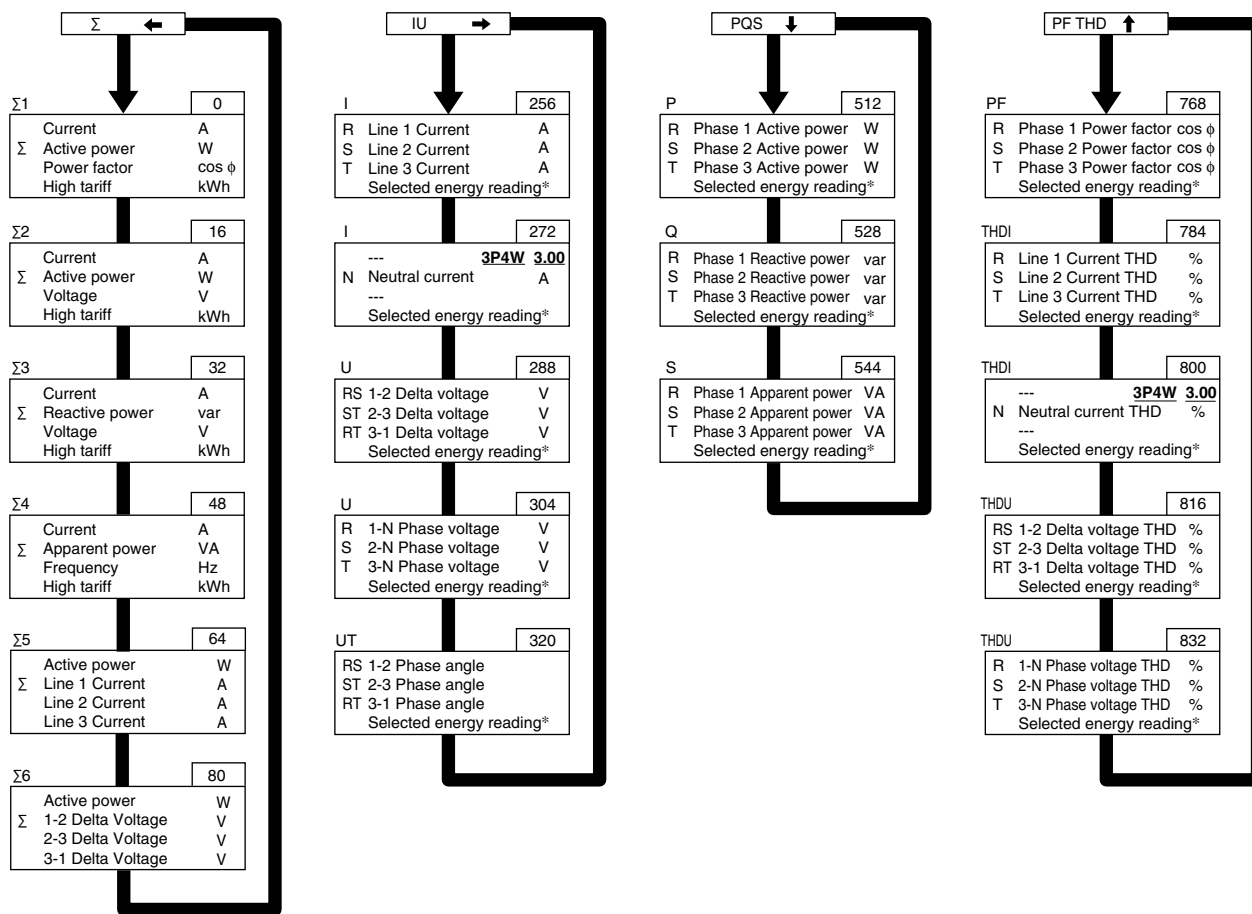 Σ ←
Σ1 0
Current A
Σ Active power W
Power factor cos ϕ
High tariff kWh
Σ2 16
Current A
Σ Active power W
Voltage V
High tariff kWh
Σ3 32
Current A
Σ Reactive power var
Voltage V
High tariff kWh
Σ4 48
Current A
Σ Apparent power VA
Frequency Hz
High tariff kWh
Σ5 64
Active power W
Σ Line 1 Current A
Line 2 Current A
Line 3 Current A
Σ6 80
Active power W
Σ 1-2 Delta Voltage V
2-3 Delta Voltage V
3-1 Delta Voltage V
IU →
I 256
R Line 1 Current A
S Line 2 Current A
T Line 3 Current A
Selected energy reading*
I 272
--- 3P4W 3.00
N Neutral current A
---
Selected energy reading*
U 288
RS 1-2 Delta voltage V
ST 2-3 Delta voltage V
RT 3-1 Delta voltage V
Selected energy reading*
U 304
R 1-N Phase voltage V
S 2-N Phase voltage V
T 3-N Phase voltage V
Selected energy reading*
UT 320
RS 1-2 Phase angle
ST 2-3 Phase angle
RT 3-1 Phase angle
Selected energy reading*
PQS ↓
P 512
R Phase 1 Active power W
S Phase 2 Active power W
T Phase 3 Active power W
Selected energy reading*
Q 528
R Phase 1 Reactive power var
S Phase 2 Reactive power var
T Phase 3 Reactive power var
Selected energy reading*
S 544
R Phase 1 Apparent power VA
S Phase 2 Apparent power VA
T Phase 3 Apparent power VA
Selected energy reading*
PF THD ↑
PF 768
R Phase 1 Power factor cos ϕ
S Phase 2 Power factor cos ϕ
T Phase 3 Power factor cos ϕ
Selected energy reading*
THDI 784
R Line 1 Current THD %
S Line 2 Current THD %
T Line 3 Current THD %
Selected energy reading*
THDI 800
--- 3P4W 3.00
N Neutral current THD %
---
Selected energy reading*
THDU 816
RS 1-2 Delta voltage THD %
ST 2-3 Delta voltage THD %
RT 3-1 Delta voltage THD %
Selected energy reading*
THDU 832
R 1-N Phase voltage THD %
S 2-N Phase voltage THD %
T 3-N Phase voltage THD %
Selected energy reading*